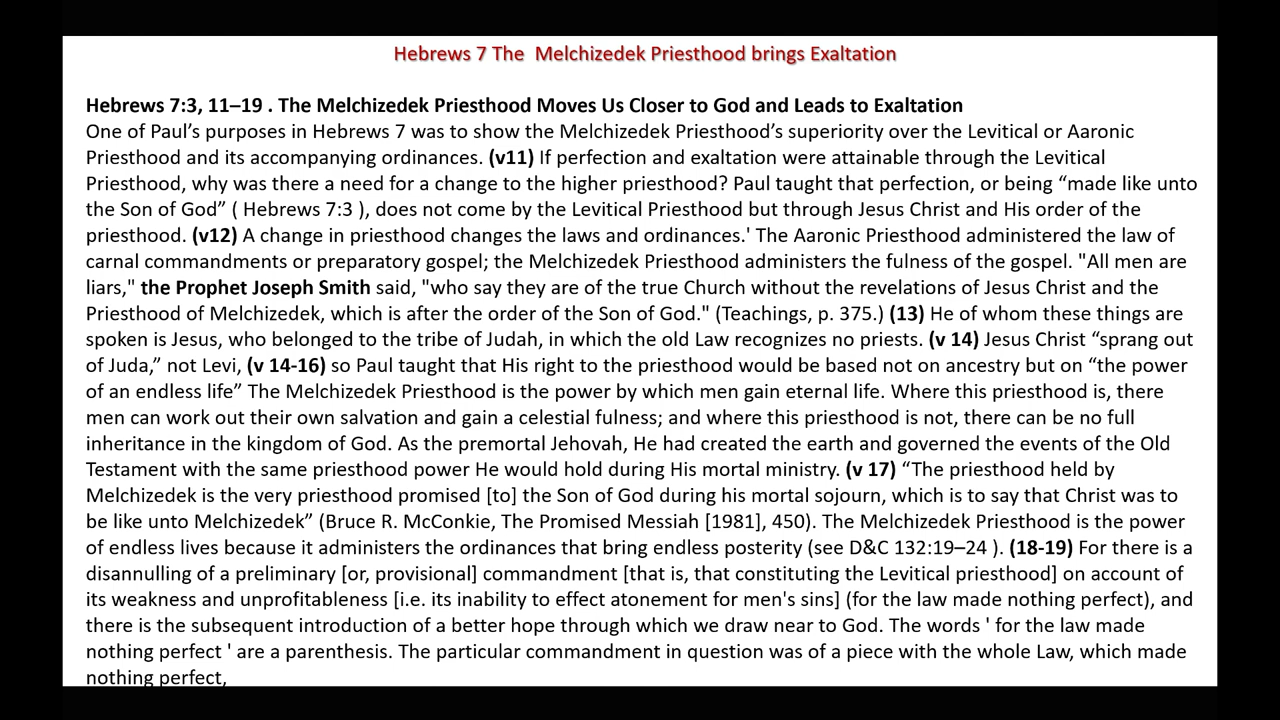 Hebrews 7 The  Melchizedek Priesthood brings Exaltation
Hebrews 7:3, 11–19 . The Melchizedek Priesthood Moves Us Closer to God and Leads to Exaltation
One of Paul’s purposes in Hebrews 7 was to show the Melchizedek Priesthood’s superiority over the Levitical or Aaronic
Priesthood and its accompanying ordinances. (v11) If perfection and exaltation were attainable through the Levitical
Priesthood, why was there a need for a change to the higher priesthood? Paul taught that perfection, or being “made like unto
the Son of God” ( Hebrews 7:3 ), does not come by the Levitical Priesthood but through Jesus Christ and His order of the
priesthood. (v12) A change in priesthood changes the laws and ordinances.' The Aaronic Priesthood administered the law of
carnal commandments or preparatory gospel; the Melchizedek Priesthood administers the fulness of the gospel. "All men are
liars," the Prophet Joseph Smith said, "who say they are of the true Church without the revelations of Jesus Christ and the
Priesthood of Melchizedek, which is after the order of the Son of God." (Teachings, p. 375.) (13) He of whom these things are
spoken is Jesus, who belonged to the tribe of Judah, in which the old Law recognizes no priests. (v 14) Jesus Christ “sprang out
of Juda,” not Levi, (v 14-16) so Paul taught that His right to the priesthood would be based not on ancestry but on “the power
of an endless life” The Melchizedek Priesthood is the power by which men gain eternal life. Where this priesthood is, there
men can work out their own salvation and gain a celestial fulness; and where this priesthood is not, there can be no full
inheritance in the kingdom of God. As the premortal Jehovah, He had created the earth and governed the events of the Old
Testament with the same priesthood power He would hold during His mortal ministry. (v 17) “The priesthood held by
Melchizedek is the very priesthood promised [to] the Son of God during his mortal sojourn, which is to say that Christ was to
be like unto Melchizedek” (Bruce R. McConkie, The Promised Messiah [1981], 450). The Melchizedek Priesthood is the power
of endless lives because it administers the ordinances that bring endless posterity (see D&C 132:19–24 ). (18-19) For there is a
disannulling of a preliminary [or, provisional] commandment [that is, that constituting the Levitical priesthood] on account of
its weakness and unprofitableness [i.e. its inability to effect atonement for men's sins] (for the law made nothing perfect), and
there is the subsequent introduction of a better hope through which we draw near to God. The words ' for the law made
nothing perfect ' are a parenthesis. The particular commandment in question was of a piece with the whole Law, which made
nothing perfect,